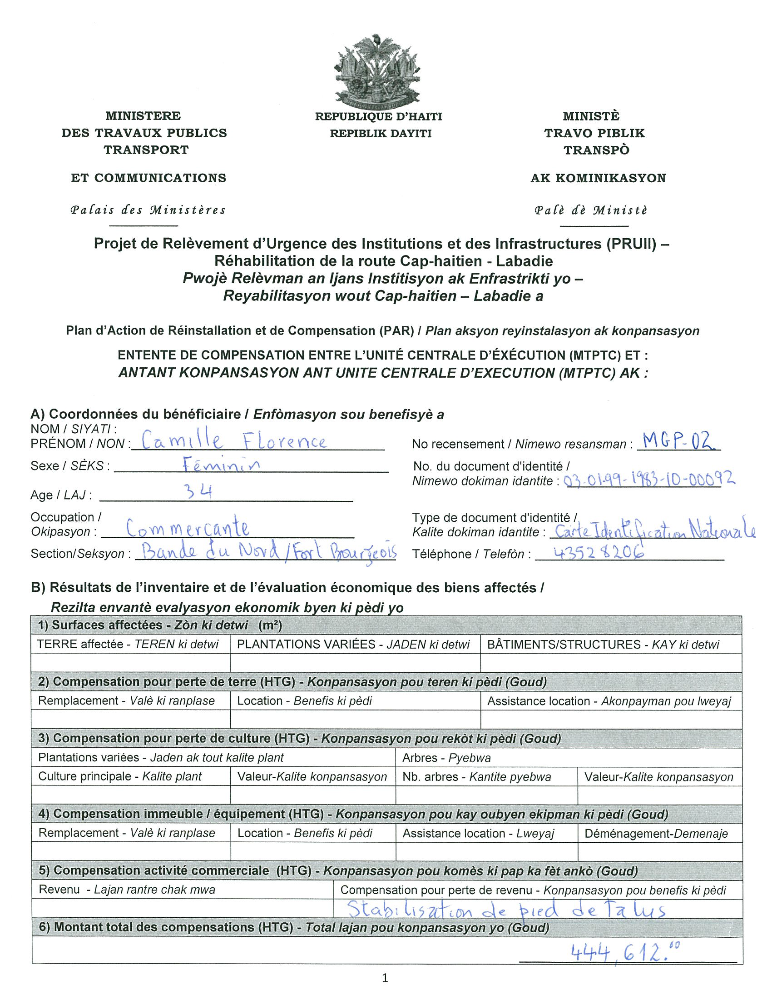 MINISTERE
DES TRAVAUX PUBLICS
TRANSPORT
ET COMMUNICATIONS
Palais des Ministères
REPUBLIQUE D'HAITI
REPIBLIK DAYITI
MINISTÈ
TRAVO PIBLIK
TRANSPÒ
AK KOMINIKASYON
Palè dè Ministè
Projet de Relèvement d'Urgence des Institutions et des Infrastructures (PRUII) –
Réhabilitation de la route Cap-haitien - Labadie
Pwojè Relèvman an Ijans Institisyon ak Enfrastrikti yo –
Reyabilitasyon wout Cap-haitien – Labadie a
Plan d'Action de Réinstallation et de Compensation (PAR) / Plan aksyon reyinstalasyon ak konpansasyon
ENTENTE DE COMPENSATION ENTRE L'UNITÉ CENTRALE D'ÉXÉCUTION (MTPTC) ET :
ANTANT KONPANSASYON ANT UNITE CENTRALE D'EXECUTION (MTPTC) AK :
A) Coordonnées du bénéficiaire / Enfòmasyon sou benefisyè a
NOM / SIYATI :
PRÉNOM / NON : Camille Florence
No recensement / Nimewo resansman : MGP-02
Sexe / SÈKS : Féminin
No. du document d'identité /
Nimewo dokiman idantite : 03-0199-1983-10-00092
Age / LAJ : 34
Occupation /
Okipasyon : Commercante
Type de document d'identité /
Kalite dokiman idantite : Carte Identification Nationale
Section/Seksyon : Bande du Nord /Fort Bourgeois
Téléphone / Telefòn : 43528206
B) Résultats de l'inventaire et de l'évaluation économique des biens affectés /
Rezilta envantè evalyasyon ekonomik byen ki pèdi yo
1) Surfaces affectées - Zòn ki detwi (m²)
TERRE affectée - TEREN ki detwi PLANTATIONS VARIÉES - JADEN ki detwi BÂTIMENTS/STRUCTURES - KAY ki detwi
2) Compensation pour perte de terre (HTG) - Konpansasyon pou teren ki pèdi (Goud)
Remplacement - Valè ki ranplase Location - Benefis ki pèdi Assistance location - Akonpayman pou lweyaj
3) Compensation pour perte de culture (HTG) - Konpansasyon pou rekòt ki pèdi (Goud)
Plantations variées - Jaden ak tout kalite plant Arbres - Pyebwa
Culture principale - Kalite plant Valeur-Kalite konpansasyon Nb. arbres - Kantite pyebwa Valeur-Kalite konpansasyon
4) Compensation immeuble / équipement (HTG) - Konpansasyon pou kay oubyen ekipman ki pèdi (Goud)
Remplacement - Valè ki ranplase Location - Benefis ki pèdi Assistance location - Lweyaj Déménagement-Demenaje
5) Compensation activité commerciale (HTG) - Konpansasyon pou komès ki pap ka fèt ankò (Goud)
Revenu - Lajan rantre chak mwa Compensation pour perte de revenu - Konpansasyon pou benefis ki pèdi
Stabilisation de pied de Talus
6) Montant total des compensations (HTG) - Total lajan pou konpansasyon yo (Goud)
444,612.00
1